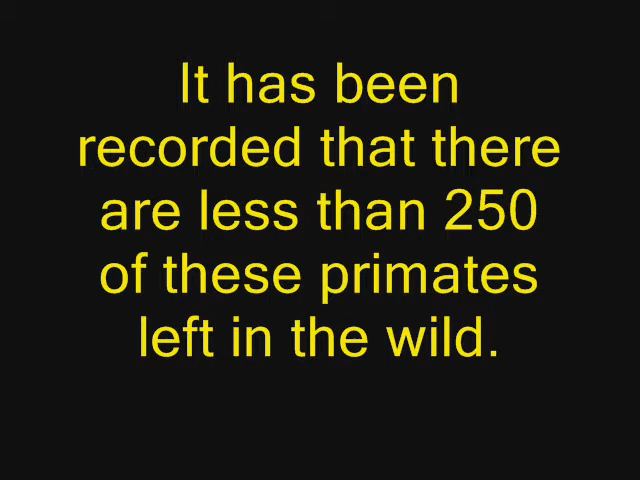 It has been
recorded that there
are less than 250
of these primates
left in the wild.